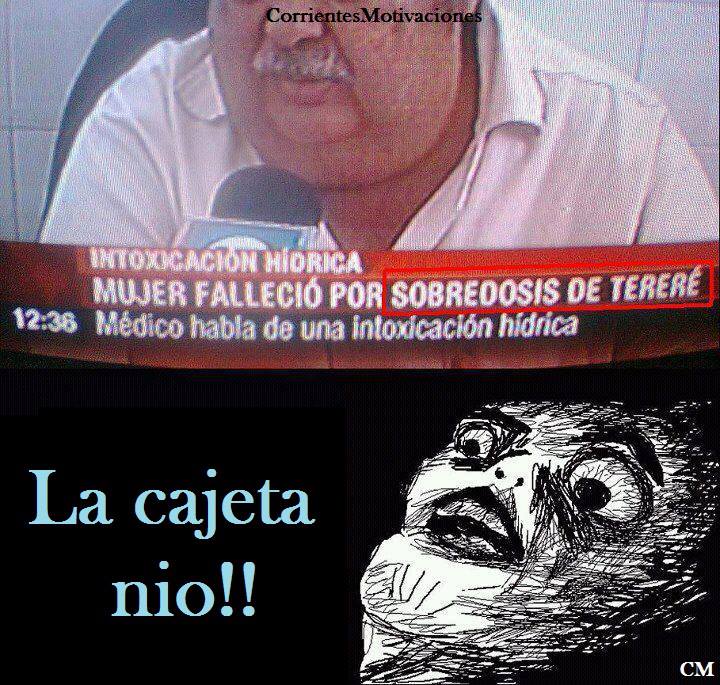 CorrientesMotivaciones
INTOXICACIÓN HÍDRICA
MUJER FALLECIÓ POR SOBREDOSIS DE TERERÉ
12:36 Médico habla de una intoxicación hídrica
La cajeta
nio!!
CM